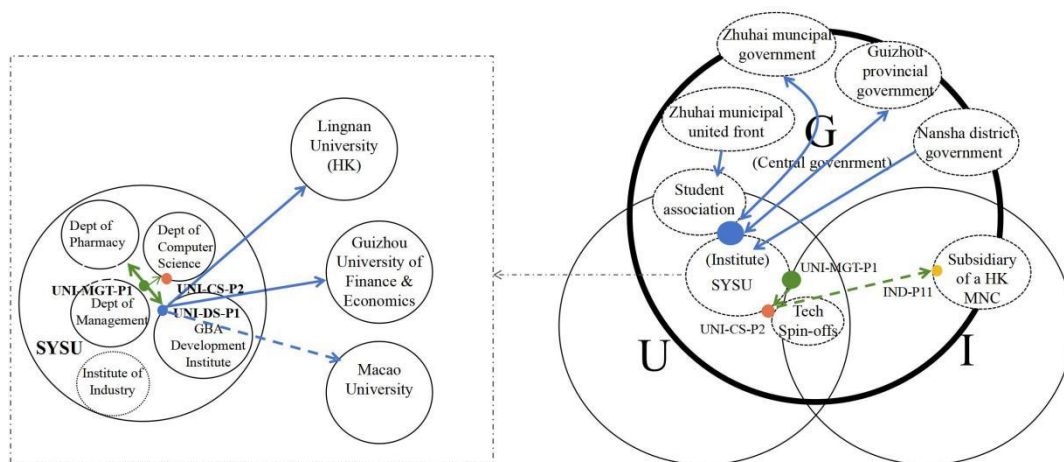 Lingnan
University
(HK)
Dept of
Pharmacy
Dept of
Computer
Science
UNI-MGT-P1
UNI-CS-P2
Dept of
Management
UNI-DS-P1
GBA
Development
Institute
SYSU
Institute of
Industry
Guizhou
University of
Finance &
Economics
Macao
University
Zhuhai muncipal
government
Guizhou
provincial
government
Zhuhai municipal
united front
G
(Central govenrment)
Nansha district
government
Student
association
(Institute)
SYSU
UNI-MGT-P1
UNI-CS-P2
Tech
Spin-offs
IND-P11
Subsidiary
of a HK
MNC
U
I